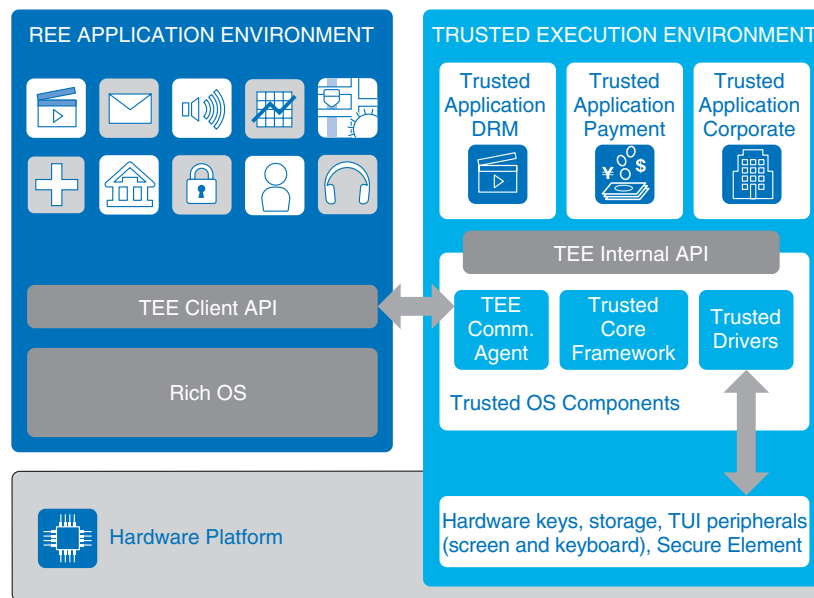 REE APPLICATION ENVIRONMENT
TEE Client API
Rich OS
TRUSTED EXECUTION ENVIRONMENT
Trusted
Application
DRM
Trusted
Application
Payment
¥ $
Trusted
Application
Corporate
TEE Internal API
TEE
Comm.
Agent
Trusted
Core
Framework
Trusted
Drivers
Trusted OS Components
Hardware keys, storage, TUI peripherals
(screen and keyboard), Secure Element
Hardware Platform